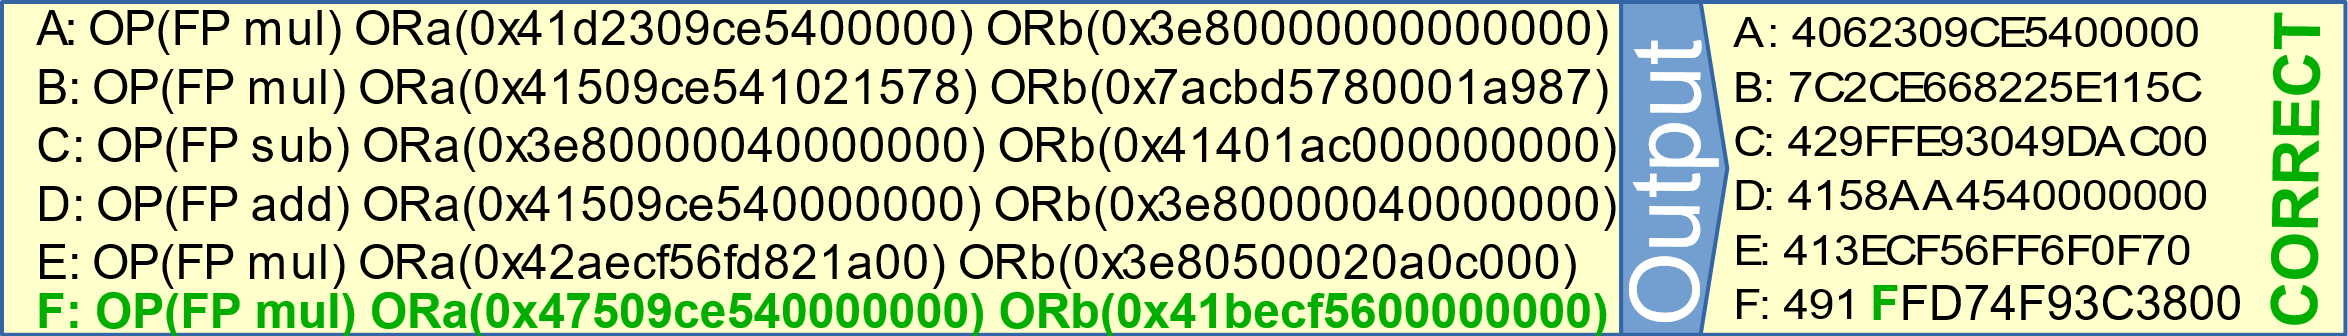 A: OP(FP mul) ORa(0x41d2309ce5400000) ORb(0x3e80000000000000)
B: OP(FP mul) ORa(0x41509ce541021578) ORb(0x7acbd5780001a987)
C: OP(FP sub) ORa(0x3e80000040000000) ORb(0x41401ac000000000)
D: OP(FP add) ORa(0x41509ce540000000) ORb(0x3e80000040000000)
E: OP(FP mul) ORa(0x42aecf56fd821a00) ORb(0x3e80500020a0c000)
F: OP(FP mul) ORa(0x47509ce540000000) ORb(0x41becf5600000000)
Output
A: 4062309CE5400000
B: 7C2CE668225E115C
C: 429FFE93049DAC00
D: 4158AA4540000000
E: 413ECF56FF6F0F70
F: 491 FFD74F93C3800
CORRECT